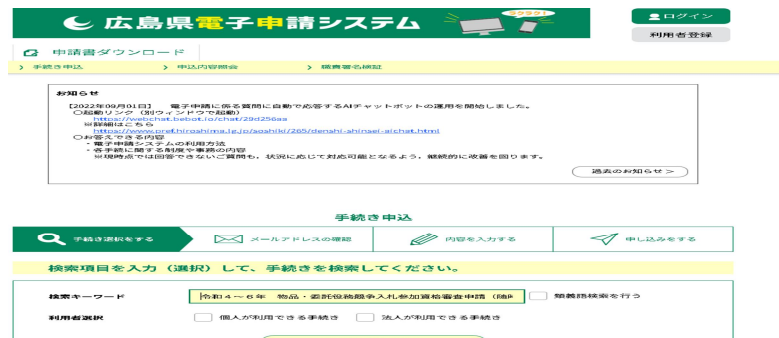 広島県電子申請システム
ログイン
利用者登録
申請書ダウンロード
> 手続き申込
> 申込内容照会
> 職責署名検証
お知らせ
【2022年09月01日】 電子申請に係る質問に自動で応答するAIチャットボットの運用を開始しました。
○起動リンク(別ウィンドウで起動)
https://webchat.bebot.io/chat/29d256aa
※詳細はこちら
https://www.pref.hiroshima.lg.jp/soshiki/265/denshi-shinsei-aichat.html
○お答えできる内容
・電子申請システムの利用方法
・各手続に関する制度や事務の内容
※現時点では回答できないご質問も,状況に応じて対応可能となるよう,継続的に改善を図ります。
過去のお知らせ >
手続き申込
手続き選択をする
メールアドレスの確認
内容を入力する
申し込みをする
検索項目を入力(選択)して、手続きを検索してください。
検索キーワード
令和4~6年 物品・委託役務競争入札参加資格審査申請(随時
類義語検索を行う
利用者選択
個人が利用できる手続き
法人が利用できる手続き